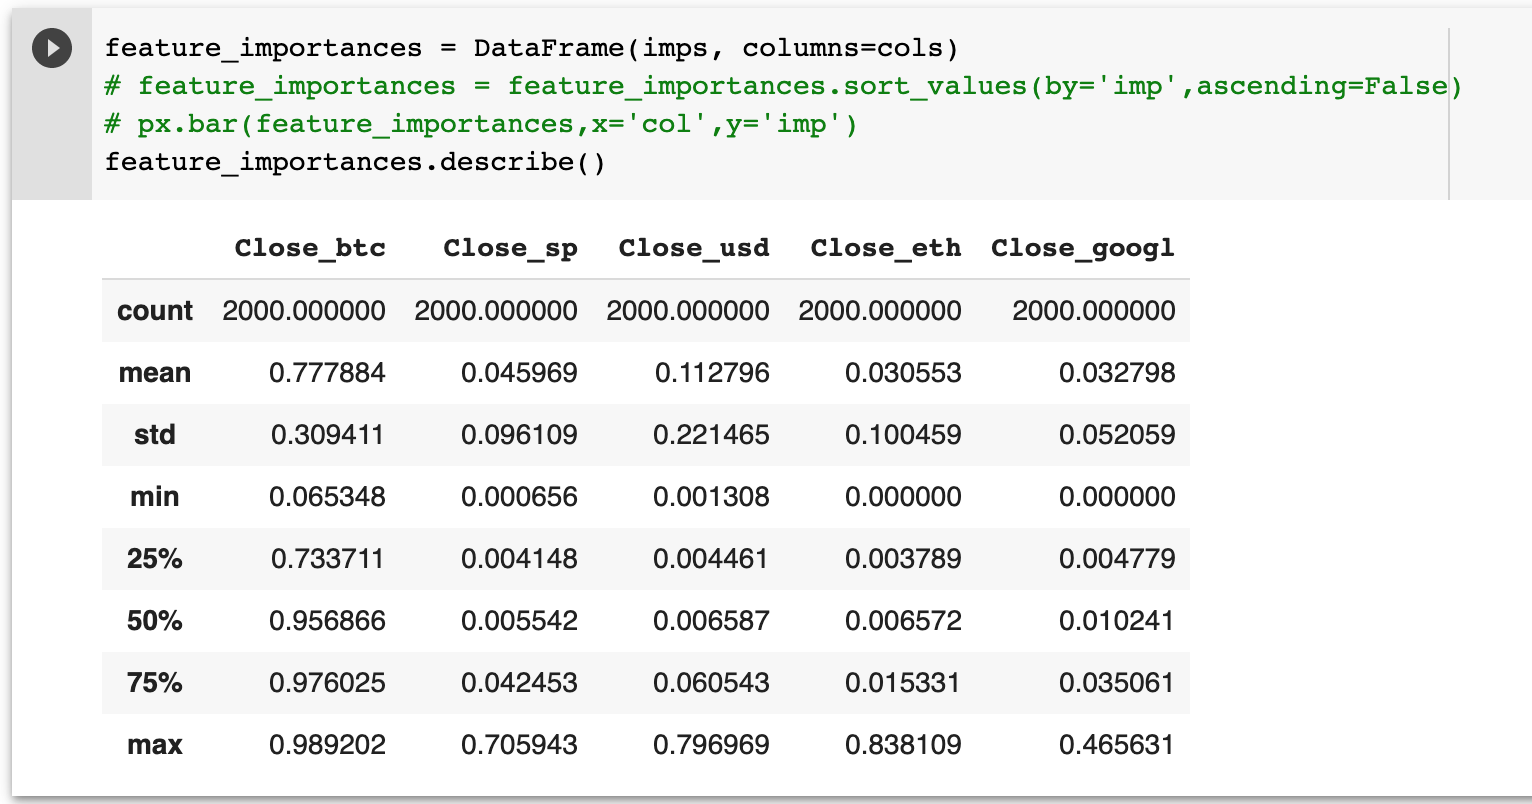 feature_importances = DataFrame(imps, columns=cols)
# feature_importances = feature_importances.sort_values(by='imp',ascending=False)
# px.bar(feature_importances,x='col',y='imp')
feature_importances.describe()
Close_btc Close_sp Close_usd Close_eth Close_googl
count 2000.000000 2000.000000 2000.000000 2000.000000 2000.000000
mean 0.777884 0.045969 0.112796 0.030553 0.032798
std 0.309411 0.096109 0.221465 0.100459 0.052059
min 0.065348 0.000656 0.001308 0.000000 0.000000
25% 0.733711 0.004148 0.004461 0.003789 0.004779
50% 0.956866 0.005542 0.006587 0.006572 0.010241
75% 0.976025 0.042453 0.060543 0.015331 0.035061
max 0.989202 0.705943 0.796969 0.838109 0.465631